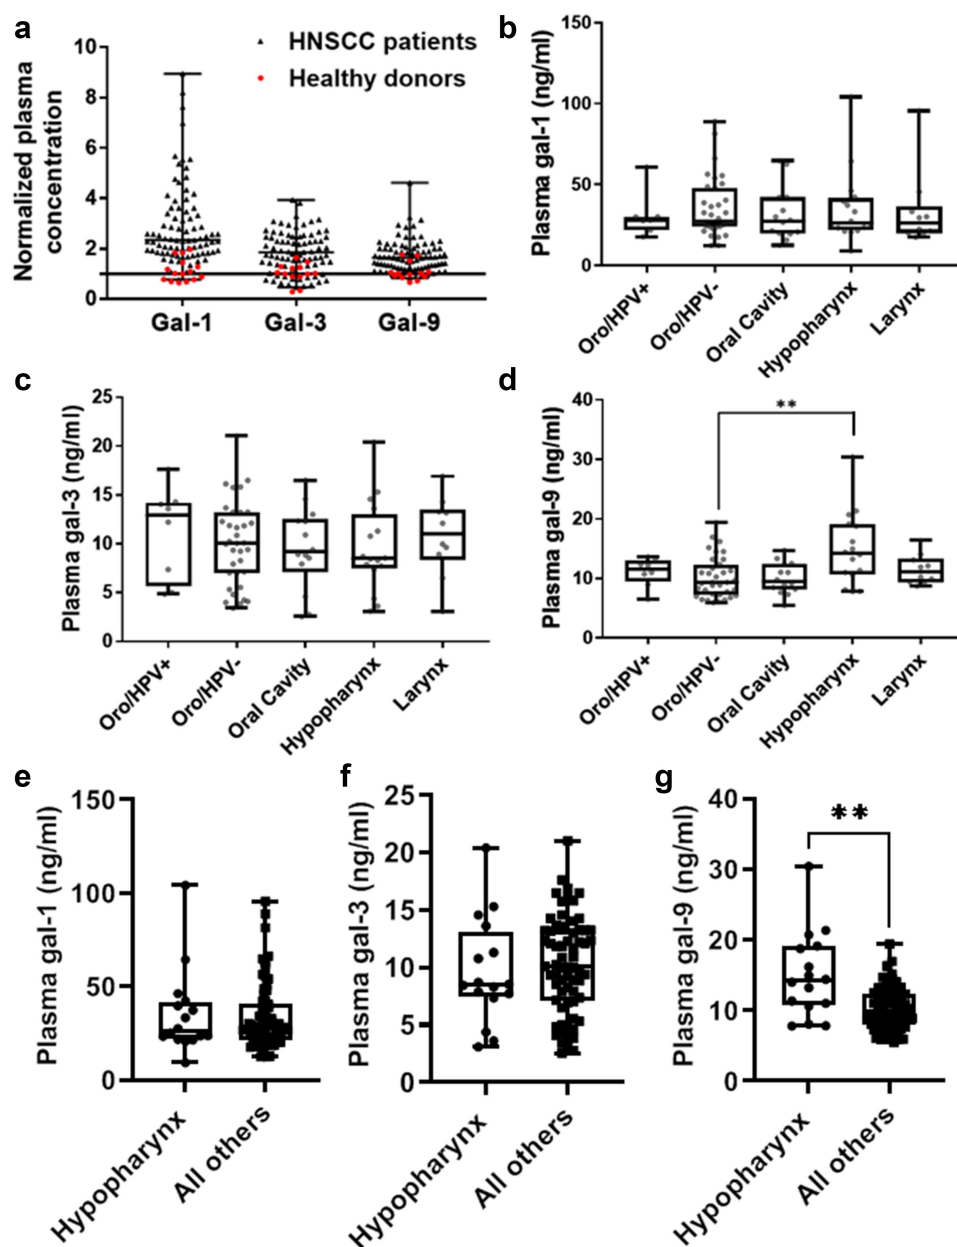 a
Normalized plasma
concentration
10
8
6
4
2
0
HNSCC patients
Healthy donors
Gal-1
Gal-3
Gal-9
b
Plasma gal-1 (ng/ml)
150
100
50
0
Oro/HPV+
Oro/HPV-
Oral Cavity
Hypopharynx
Larynx
c
Plasma gal-3 (ng/ml)
25
20
15
10
5
0
Oro/HPV+
Oro/HPV-
Oral Cavity
Hypopharynx
Larynx
d
Plasma gal-9 (ng/ml)
40
30
20
10
0
**
Oro/HPV+
Oro/HPV-
Oral Cavity
Hypopharynx
Larynx
e
Plasma gal-1 (ng/ml)
150
100
50
0
Hypopharynx
All others
f
Plasma gal-3 (ng/ml)
25
20
15
10
5
0
Hypopharynx
All others
g
Plasma gal-9 (ng/ml)
40
30
20
10
0
**
Hypopharynx
All others